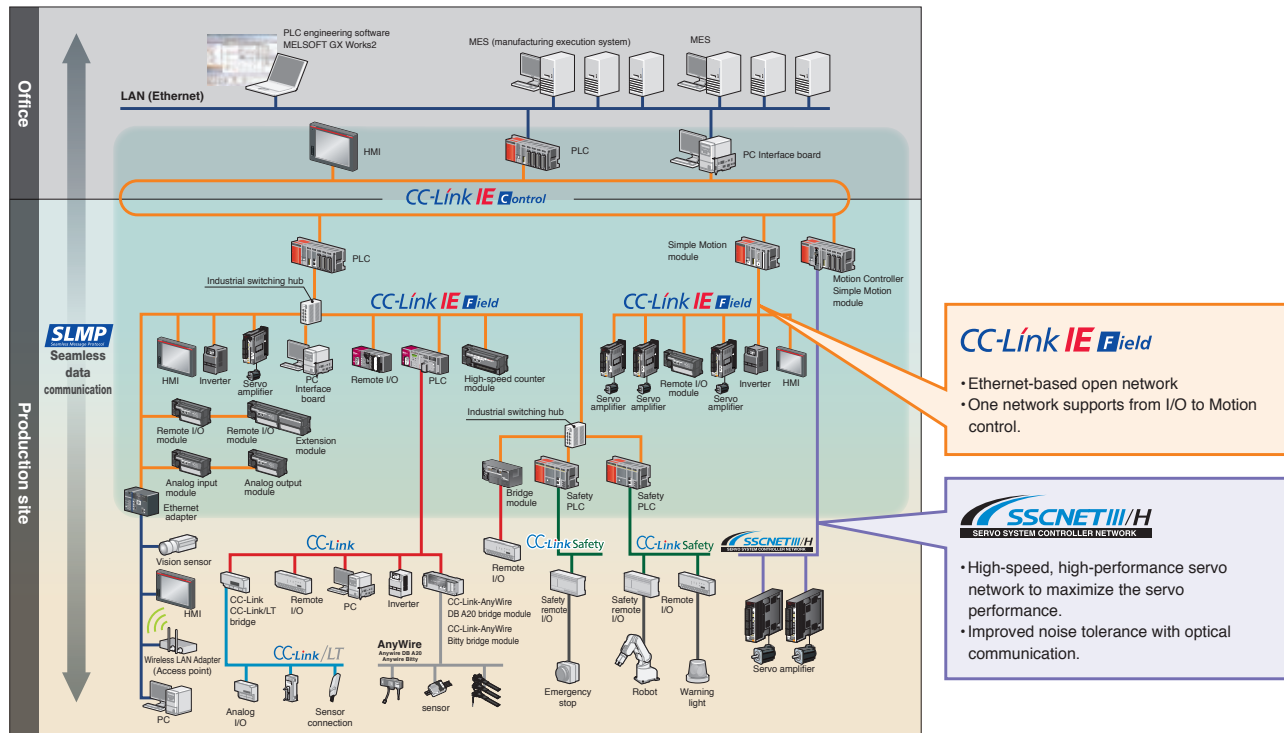 Office
Production site
SLMP
Seamless Message Protocol
Seamless
data
communication
PLC engineering software
MELSOFT GX Works2
MES (manufacturing execution system)
MES
LAN (Ethernet)
HMI
PLC
PC Interface board
CC-Link IE Control
PLC
Simple Motion
module
Motion Controller
Simple Motion
module
Industrial switching hub
CC-Link IE Field
CC-Link IE Field
HMI
Inverter
Servo
amplifier
PC
Interface
board
Remote I/O
PLC
High-speed counter
module
Servo
amplifier
Servo
amplifier
Remote I/O
module
Servo
amplifier
Inverter
HMI
Remote I/O
module
Remote I/O
module
Extension
module
Industrial switching hub
Analog input
module
Analog output
module
Bridge
module
Safety
PLC
Safety
PLC
Ethernet
adapter
CC-Link
CC-Link Safety
CC-Link Safety
SSCNETIII/H
SERVO SYSTEM CONTROLLER NETWORK
Vision sensor
Remote
I/O
CC-Link
CC-Link/LT
bridge
Remote
I/O
PC
Inverter
CC-Link-AnyWire
DB A20 bridge module
CC-Link-AnyWire
Bitty bridge module
Safety
remote
I/O
Safety
remote
I/O
Remote
I/O
HMI
Wireless LAN Adapter
(Access point)
CC-Link/LT
AnyWire
Anywire DB A20
Anywire Bitty
Servo amplifier
PC
Analog
I/O
Sensor
connection
sensor
Emergency
stop
Robot
Warning
light
CC-Link IE Field
・Ethernet-based open network
・One network supports from I/O to Motion
control.
SSCNETIII/H
SERVO SYSTEM CONTROLLER NETWORK
・High-speed, high-performance servo
network to maximize the servo
performance.
・Improved noise tolerance with optical
communication.